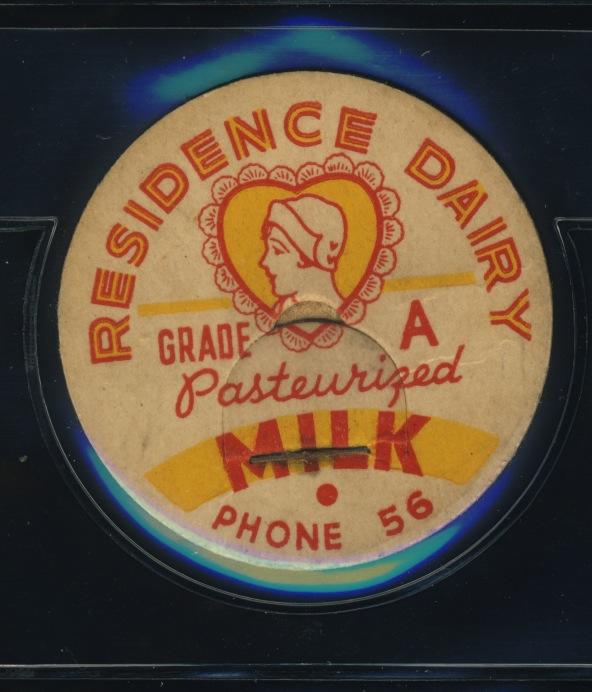 RESIDENCE DAIRY
GRADE A
Pasteurized
MILK
PHONE 56